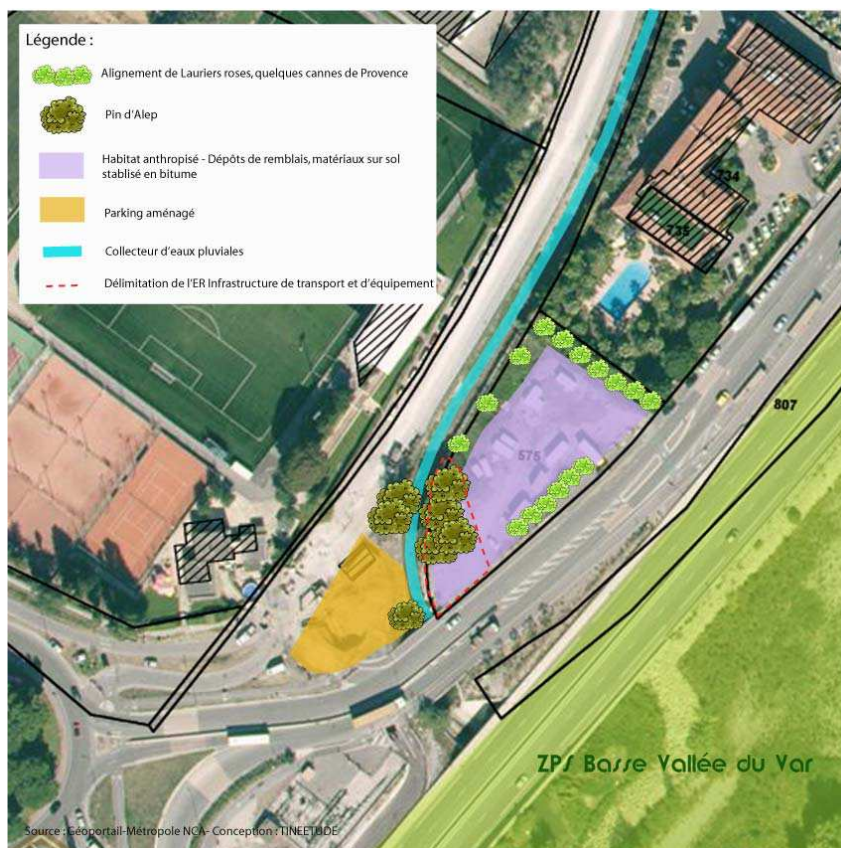 Légende :
Alignement de Lauriers roses, quelques cannes de Provence
Pin d'Alep
Habitat anthropisé - Dépôts de remblais, matériaux sur sol
stablisé en bitume
Parking aménagé
Collecteur d'eaux pluviales
Délimitation de l'ER Infrastructure de transport et d'équipement
734
735
807
575
ZPS Basse Vallée du Var
Source : Géoportail-Métropole NCA- Conception : TINEETUDE